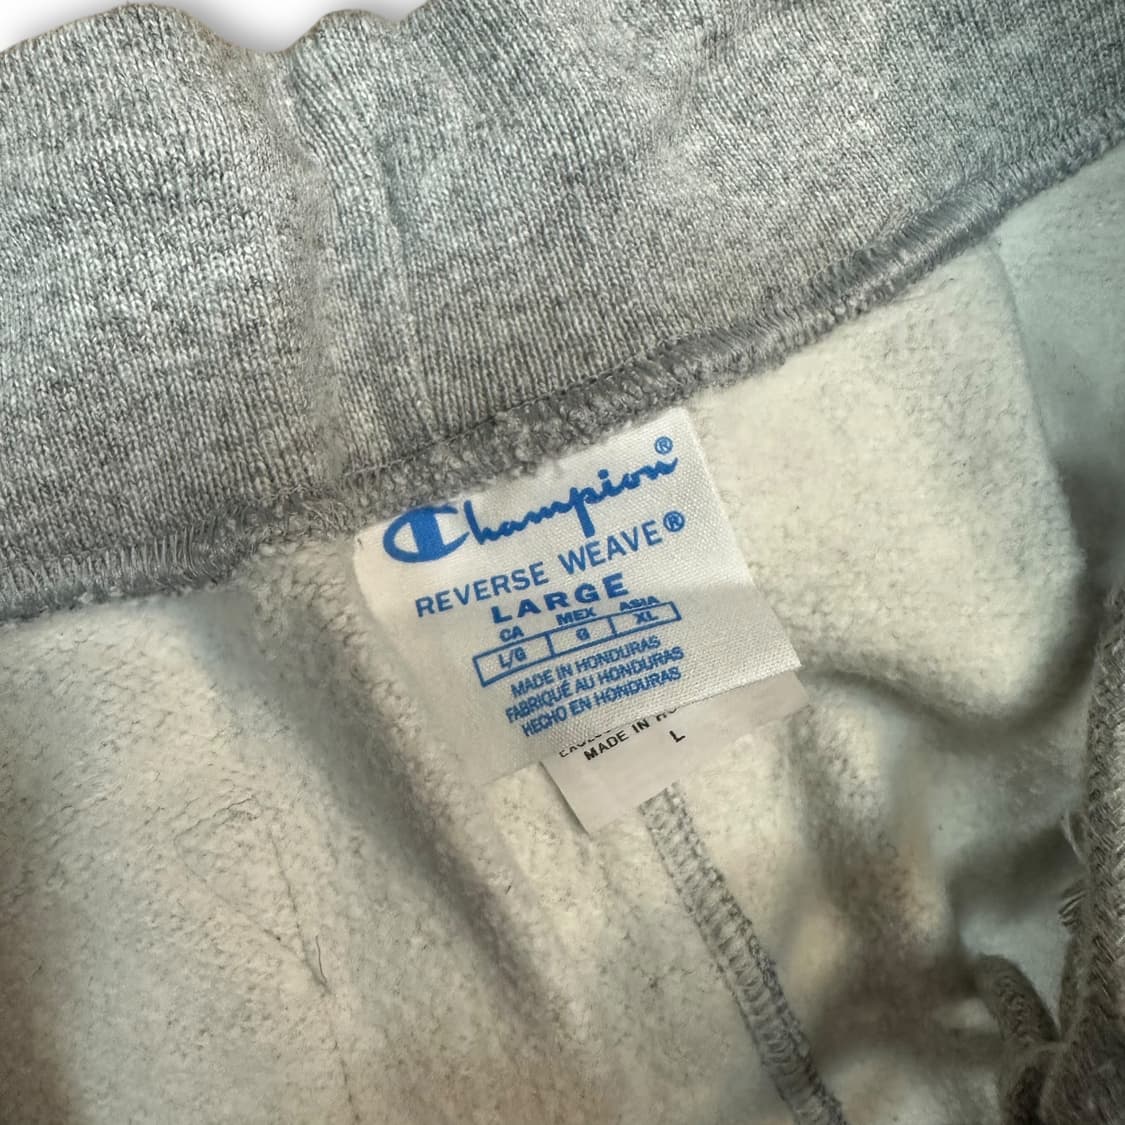 Champion®
REVERSE WEAVE®
LARGE
CA MEX ASIA
L/G G XL
MADE IN HONDURAS
FABRIQUÉ AU HONDURAS
HECHO EN HONDURAS
MADE IN
L